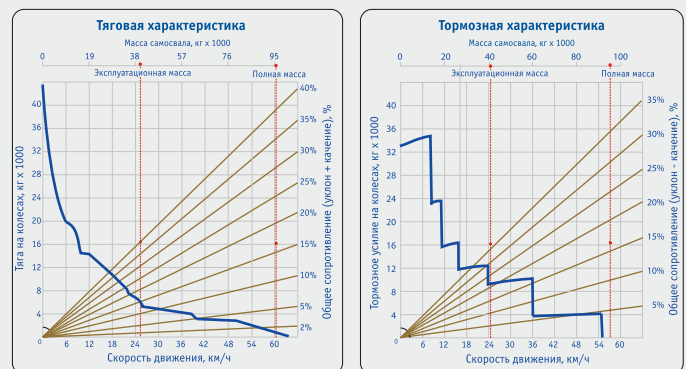 Тяговая характеристика
Масса самосвала, кг x 1000
0 19 38 57 76 95
Эксплуатационная масса
Полная масса
Тяга на колесах, кг x 1000
40
36
32
28
24
20
16
12
8
4
0
6 12 18 24 30 36 42 48 54 60
Скорость движения, км/ч
40%
35%
30%
25%
20%
15%
10%
5%
2%
Общее сопротивление (уклон + качение), %
Тормозная характеристика
Масса самосвала, кг x 1000
0 20 40 60 80 100
Эксплуатационная масса
Полная масса
Тормозное усилие на колесах, кг x 1000
40
36
32
28
24
20
16
12
8
4
0
6 12 18 24 30 36 42 48 54 60
Скорость движения, км/ч
35%
30%
25%
20%
15%
10%
5%
Общее сопротивление (уклон - качение), %